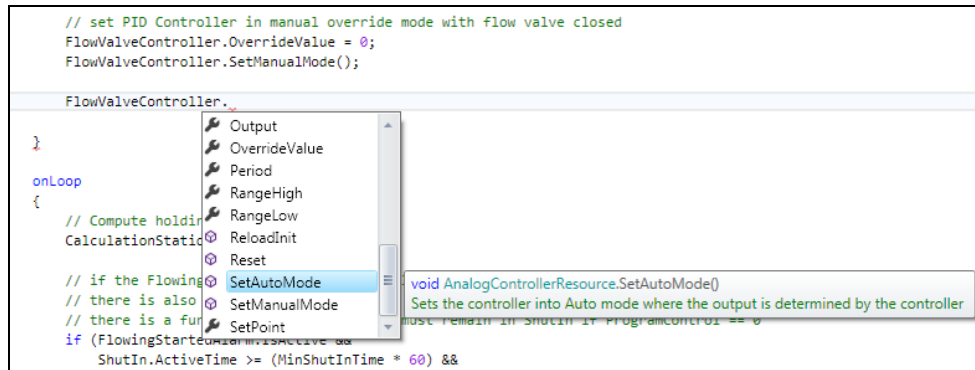 // set PID Controller in manual override mode with flow valve closed
FlowValveController.OverrideValue = 0;
FlowValveController.SetManualMode();
FlowValveController.
Output
OverrideValue
Period
RangeHigh
RangeLow
ReloadInit
Reset
SetAutoMode
SetManualMode
SetPoint
void AnalogControllerResource.SetAutoMode()
Sets the controller into Auto mode where the output is determined by the controller
}
onLoop
{
// Compute holdin
CalculationStatic
// if the Flowing
// there is also
// there is a fun must remain in ShutIn if ProgramControl == 0
if (FlowingStartedAlarm.IsActive &&
ShutIn.ActiveTime >= (MinShutInTime * 60) &&